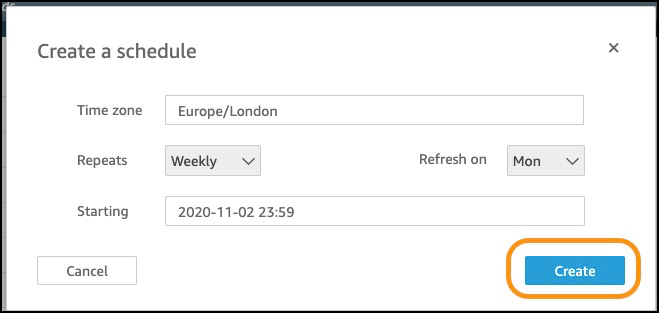 Create a schedule
Time zone Europe/London
Repeats Weekly Refresh on Mon
Starting 2020-11-02 23:59
Cancel Create